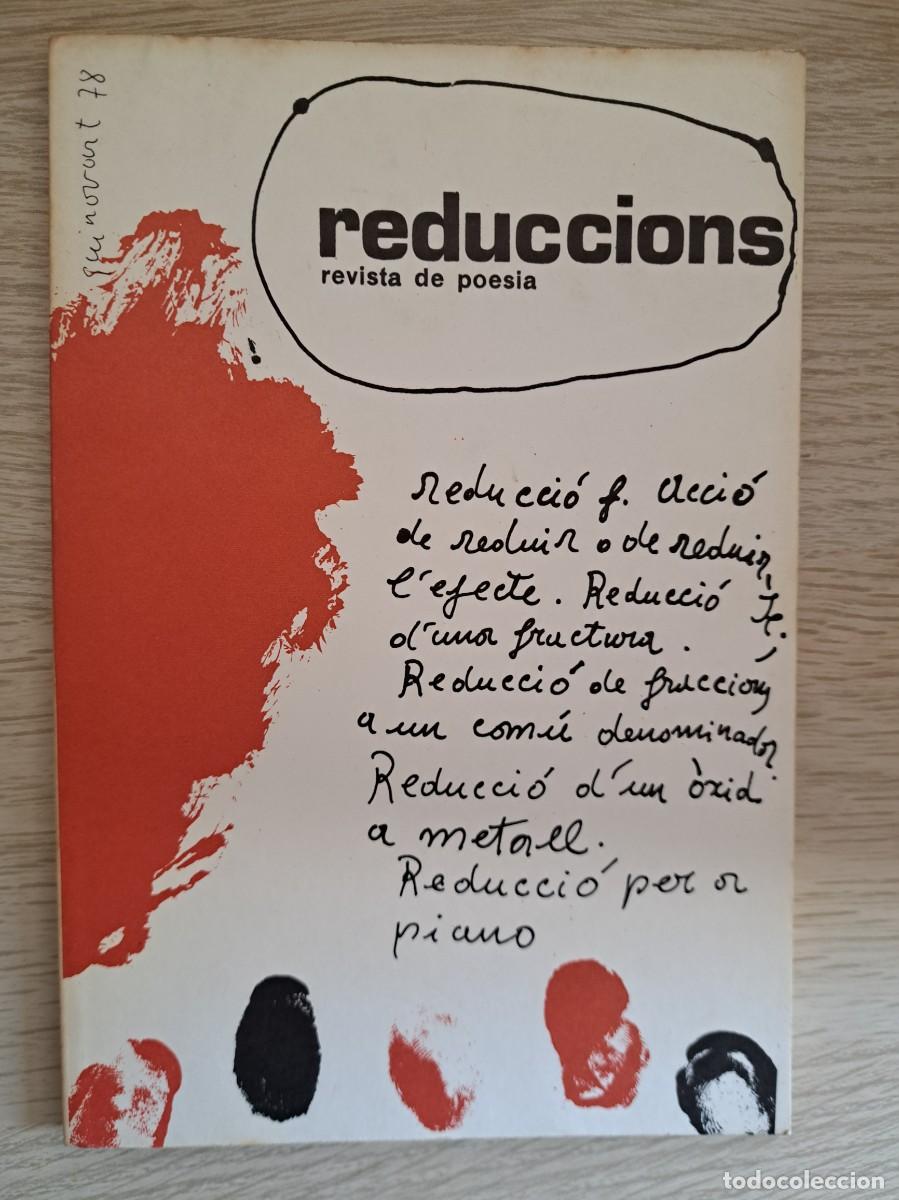 guinovart 78
reduccions
revista de poesia
reducció f. Acció
de reduir o de reduir-
se,
l'efecte. Reducció
d'una fractura.
Reducció de fraccions
a un comú denominador
Reducció d'un òxid
a metall.
Reducció per a
piano
todocoleccion